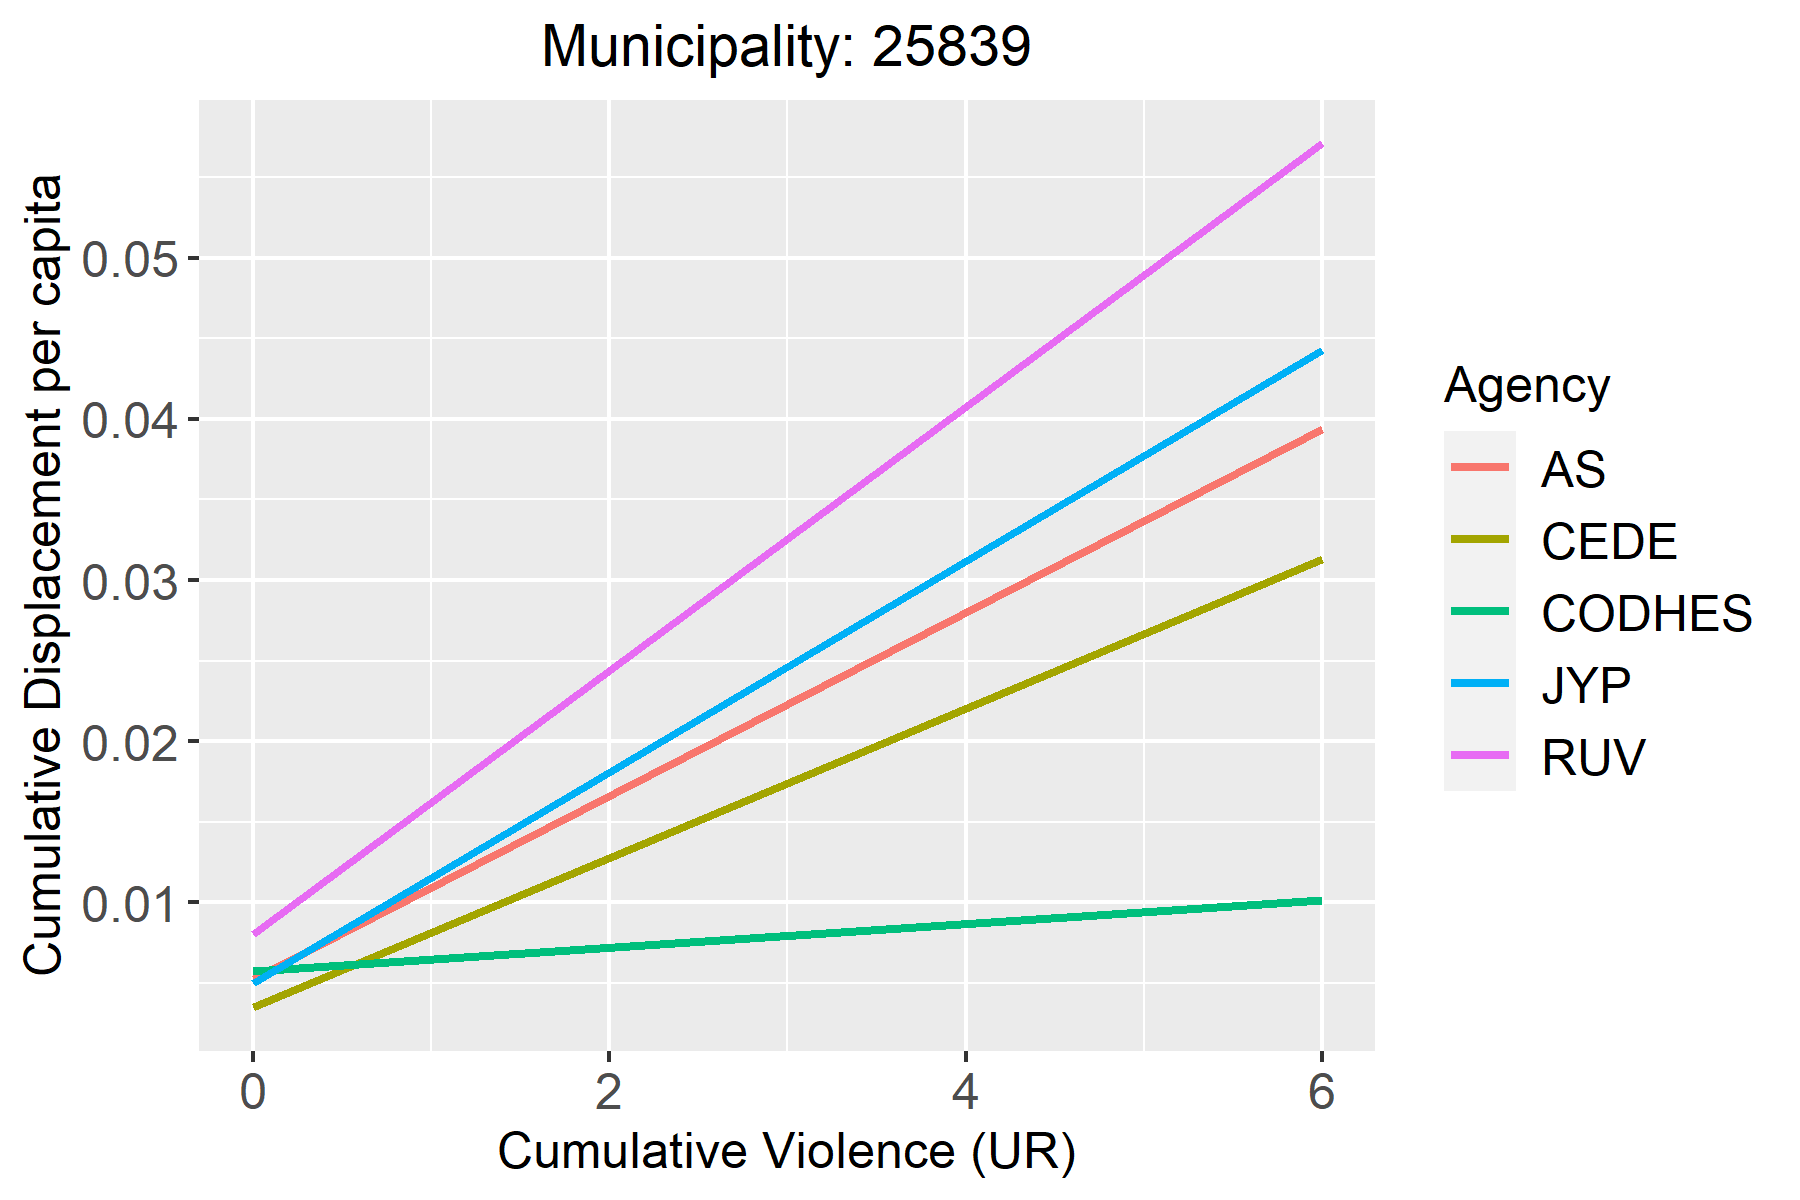 Municipality: 25839
Cumulative Displacement per capita
0.05
0.04
0.03
0.02
0.01
0 2 4 6
Cumulative Violence (UR)
Agency
AS
CEDE
CODHES
JYP
RUV